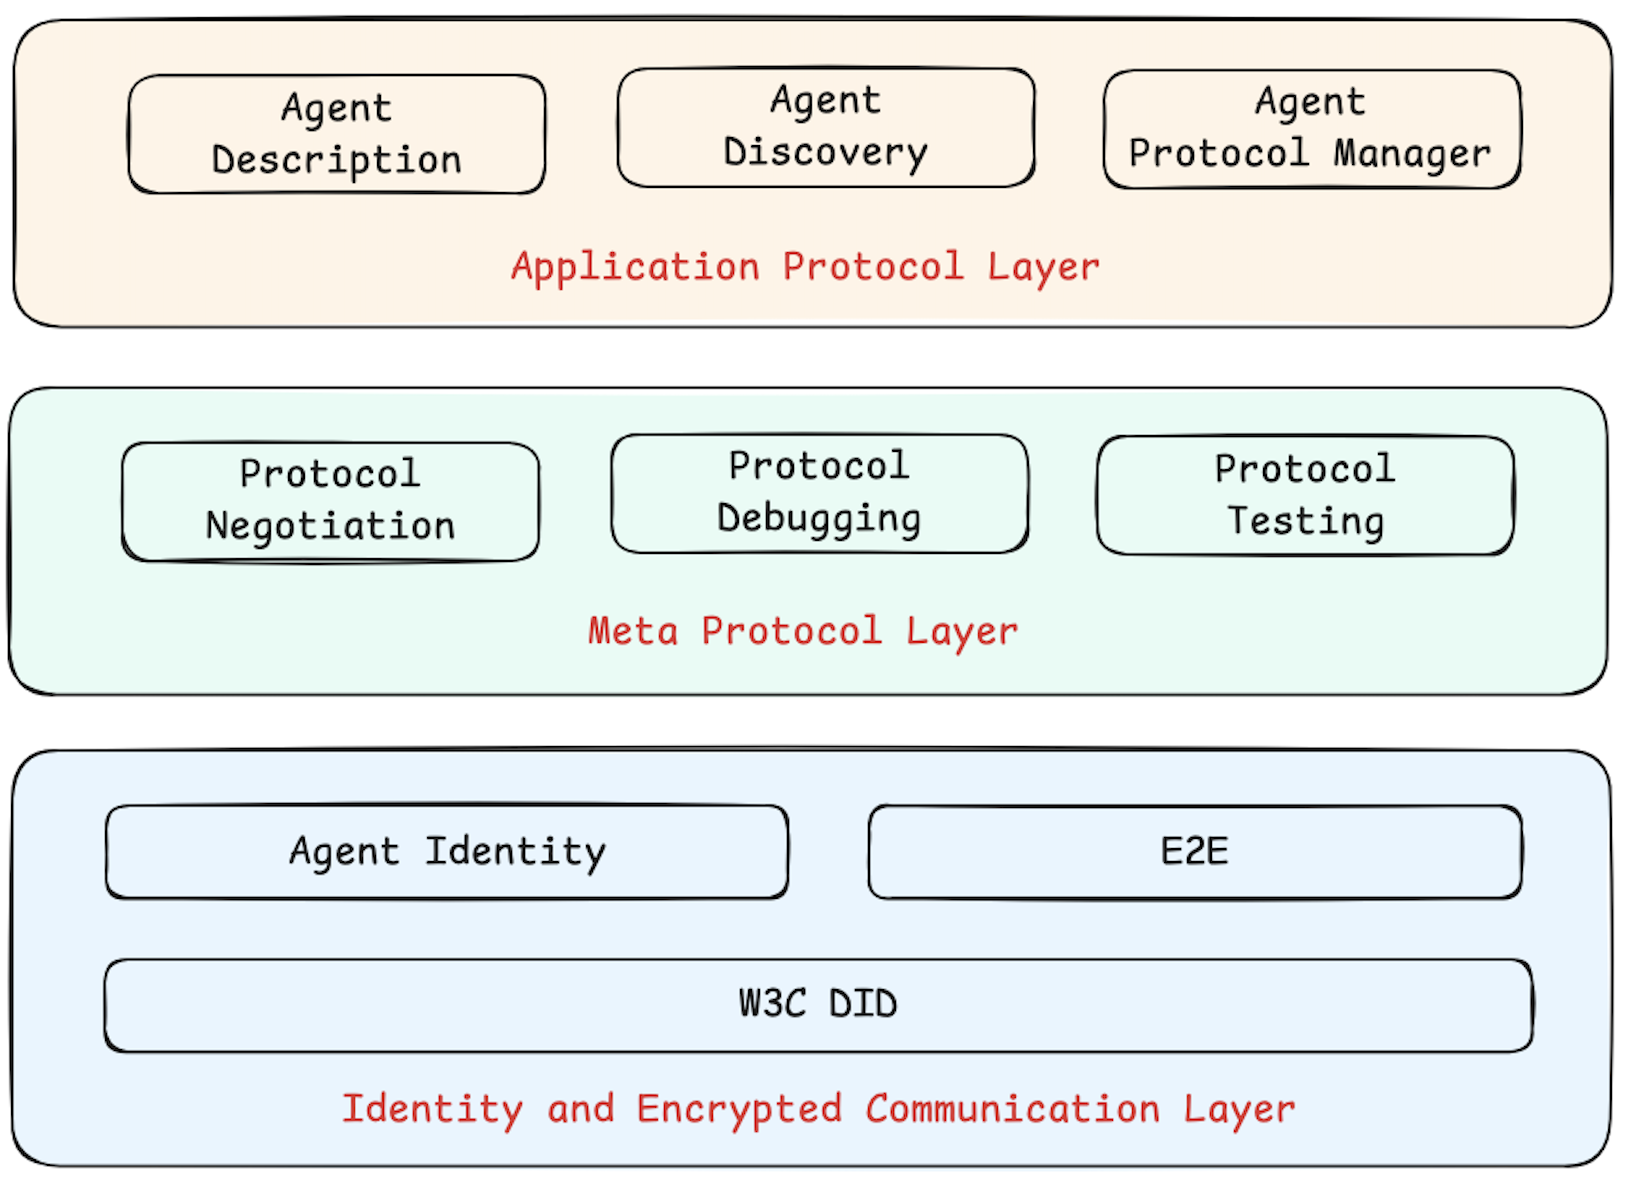 Agent
Description
Agent
Discovery
Agent
Protocol Manager
Application Protocol Layer
Protocol
Negotiation
Protocol
Debugging
Protocol
Testing
Meta Protocol Layer
Agent Identity
E2E
W3C DID
Identity and Encrypted Communication Layer